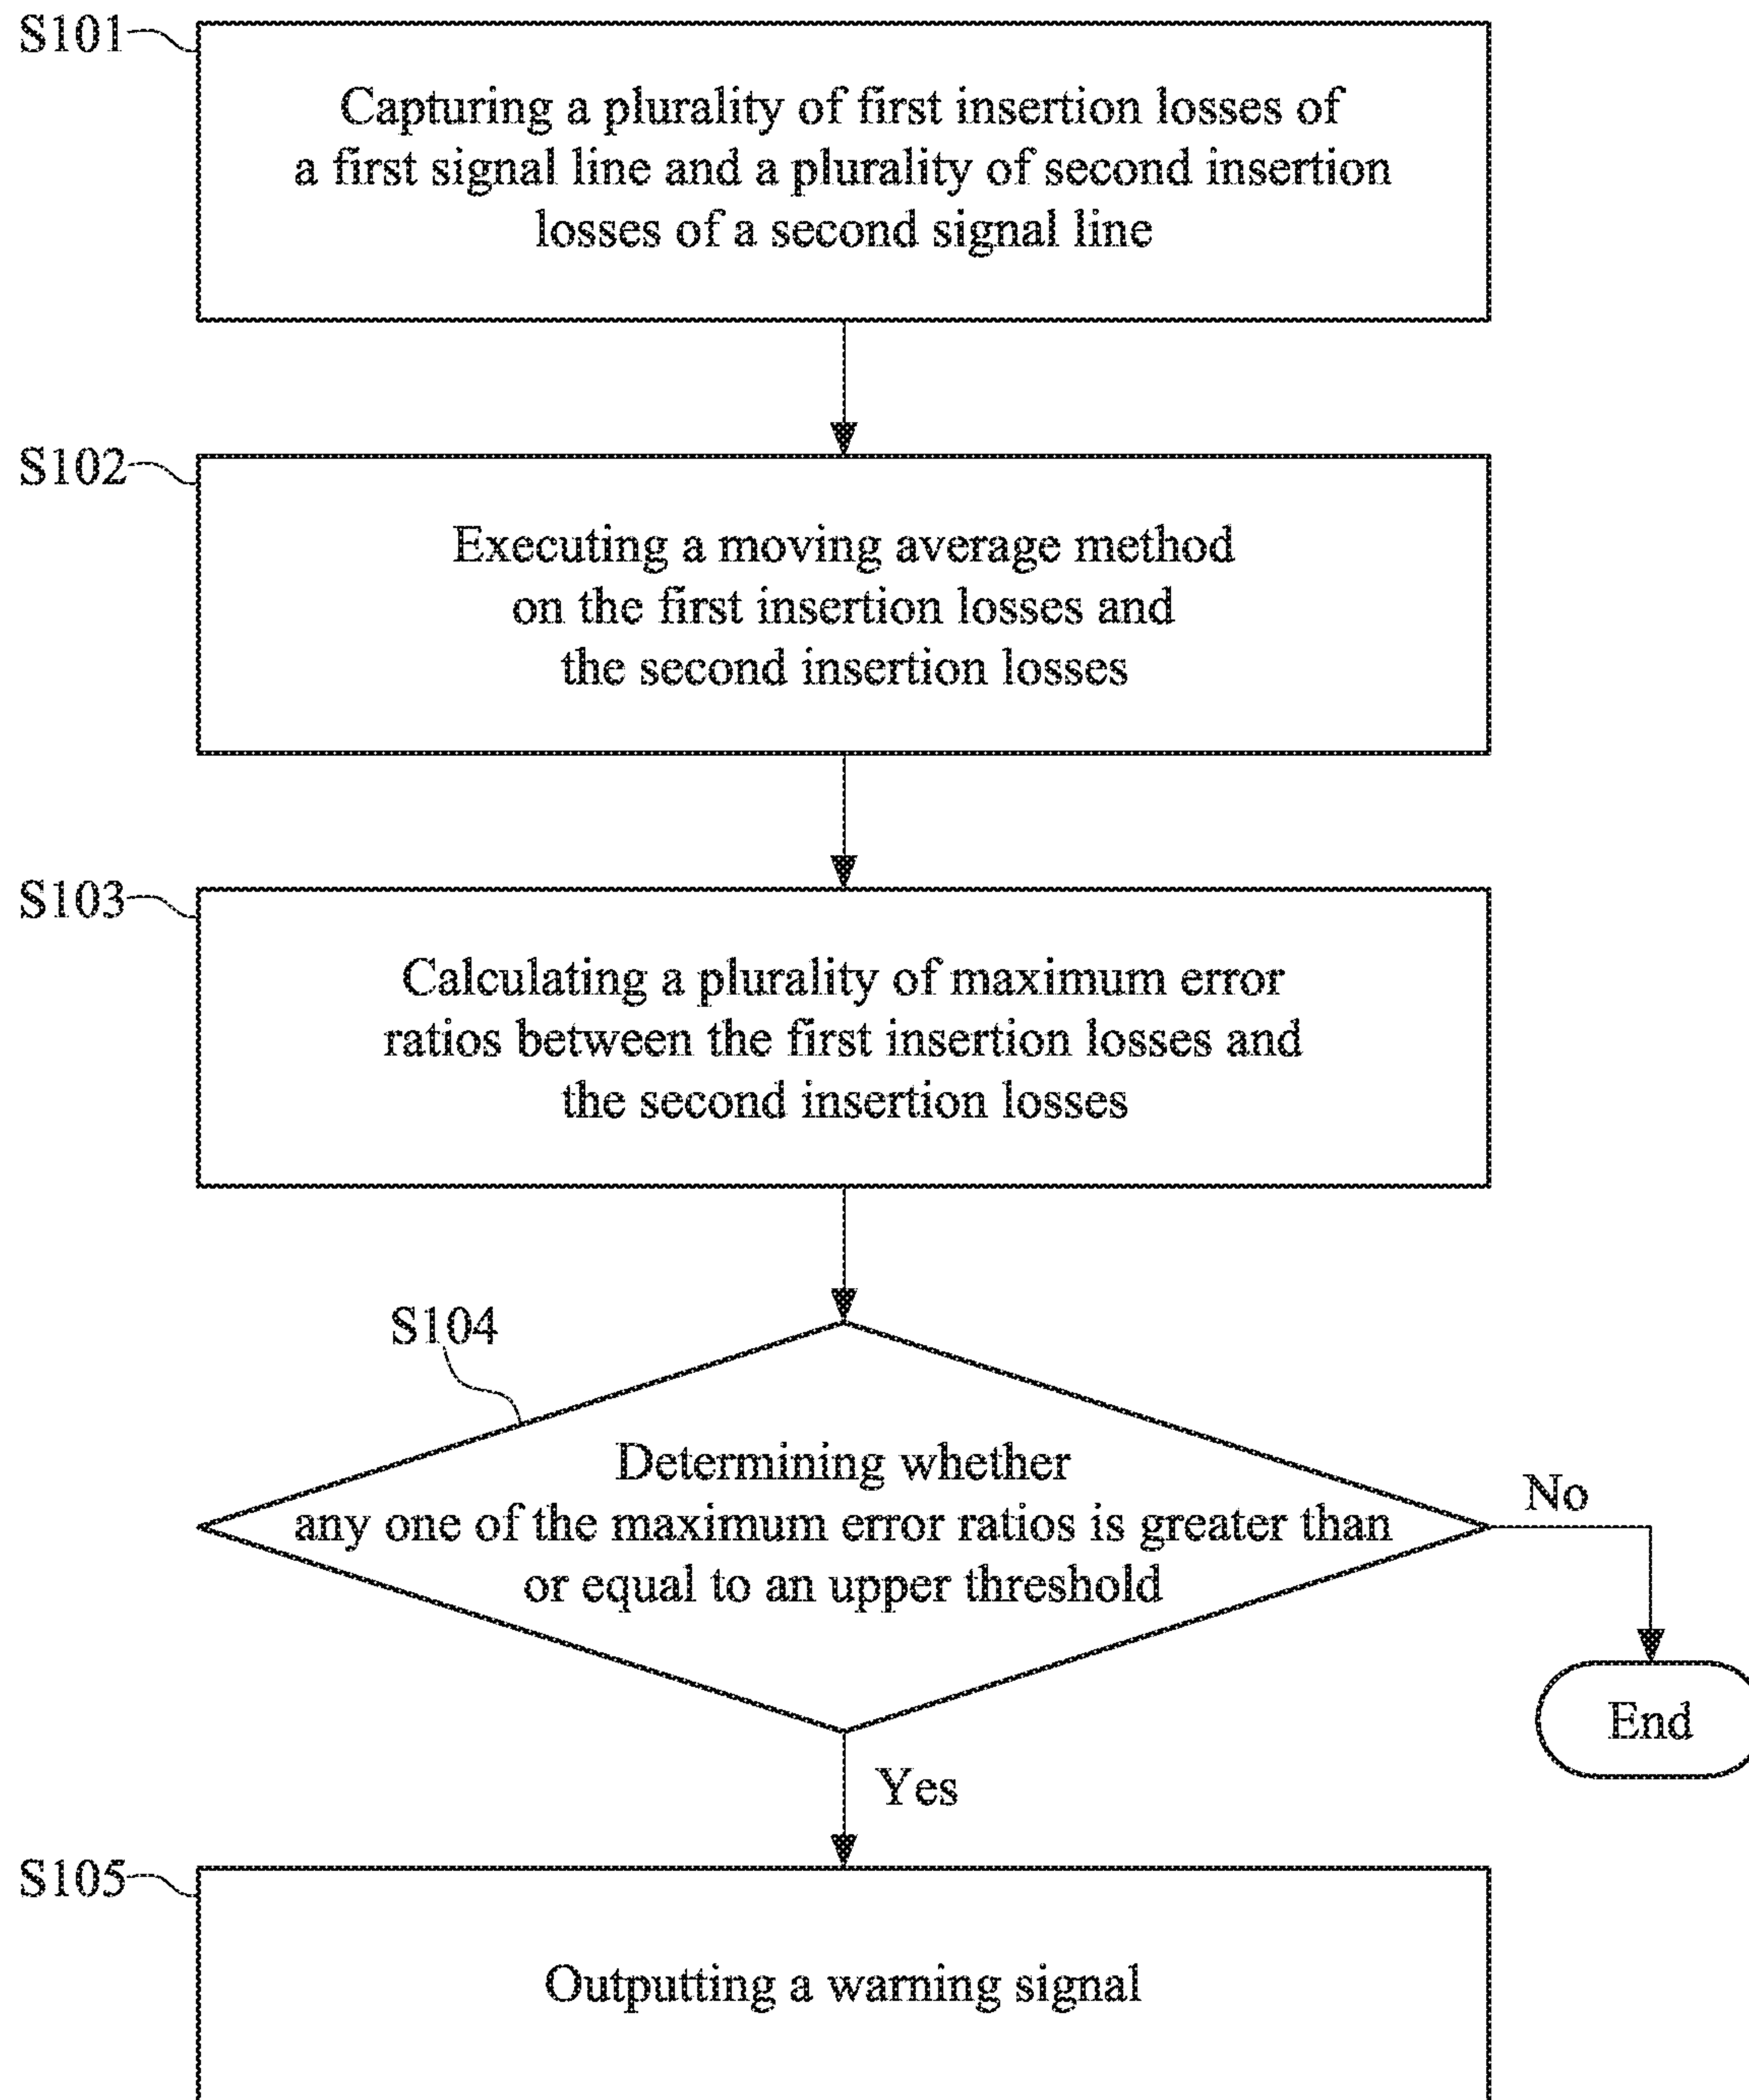 S101
Capturing a plurality of first insertion losses of
a first signal line and a plurality of second insertion
losses of a second signal line
S102
Executing a moving average method
on the first insertion losses and
the second insertion losses
S103
Calculating a plurality of maximum error
ratios between the first insertion losses and
the second insertion losses
S104
Determining whether
any one of the maximum error ratios is greater than
or equal to an upper threshold
No
End
Yes
S105
Outputting a warning signal